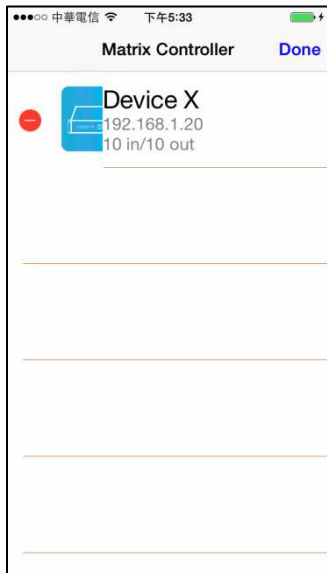 中華電信 下午5:33
Matrix Controller Done
Device X
192.168.1.20
10 in/10 out